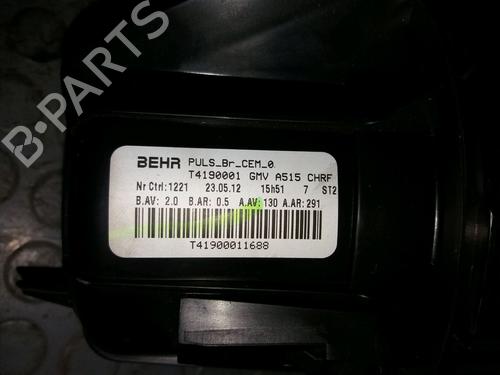 B-PARTS
BEHR PULS_Br_CEM_0
T4190001 GMV A515 CHRF
Nr Ctrl:1221 23.05.12 15h51 7 ST2
B.AV: 2.0 B.AR: 0.5 A.AV: 130 A.AR: 291
T41900011688